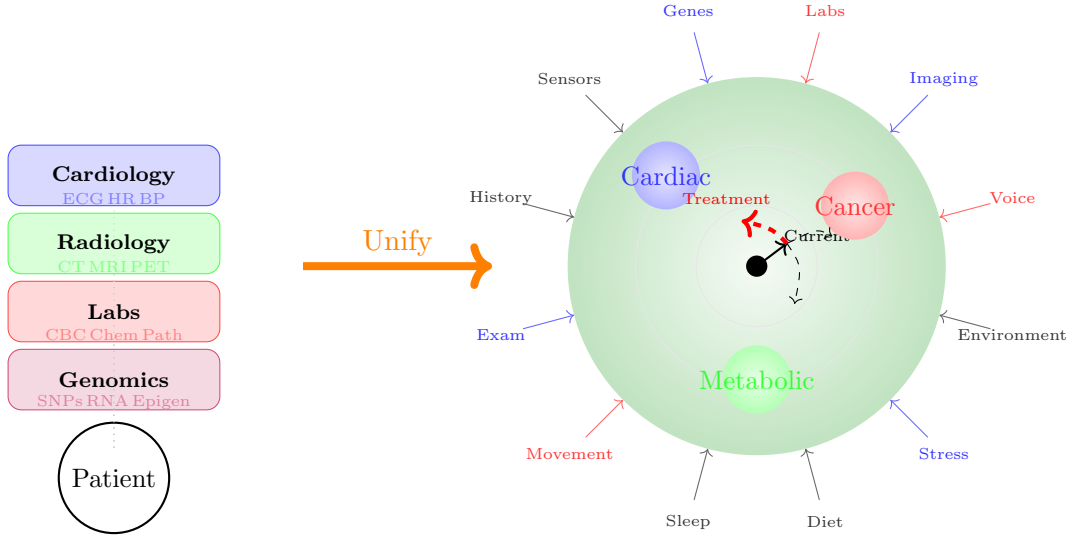 Cardiology
ECG HR BP
Radiology
CT MRI PET
Labs
CBC Chem Path
Genomics
SNPs RNA Epigen
Patient
Unify
Genes
Labs
Sensors
Imaging
History
Voice
Cardiac
Treatment
Cancer
Current
Exam
Environment
Metabolic
Movement
Stress
Sleep
Diet